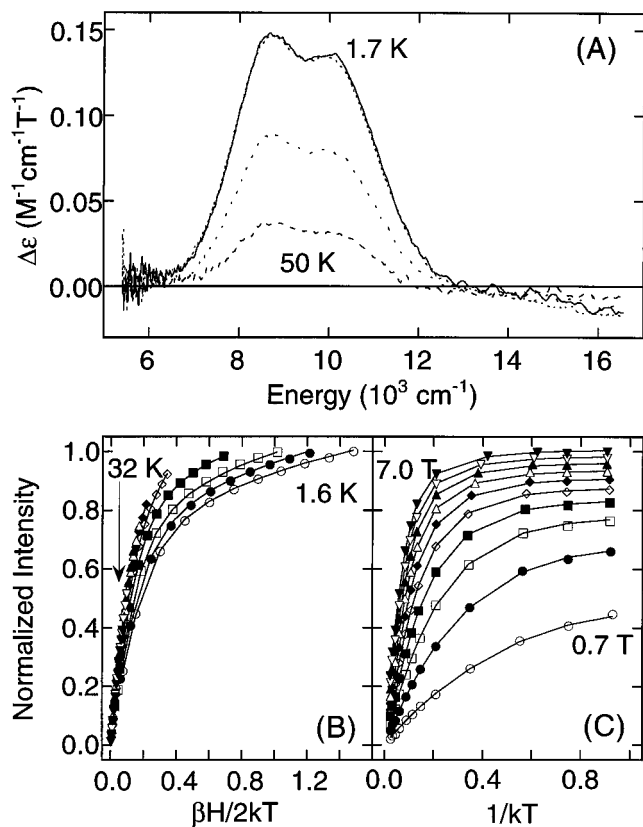 (A)
1.7 K
50 K
0.15
0.10
0.05
0.00
Δε (M⁻¹cm⁻¹T⁻¹)
6 8 10 12 14 16
Energy (10³ cm⁻¹)
Normalized Intensity
1.0
0.8
0.6
0.4
0.2
0.0
32 K
1.6 K
(B)
0.0 0.4 0.8 1.2
βH/2kT
7.0 T
0.7 T
(C)
0.0 0.4 0.8
1/kT